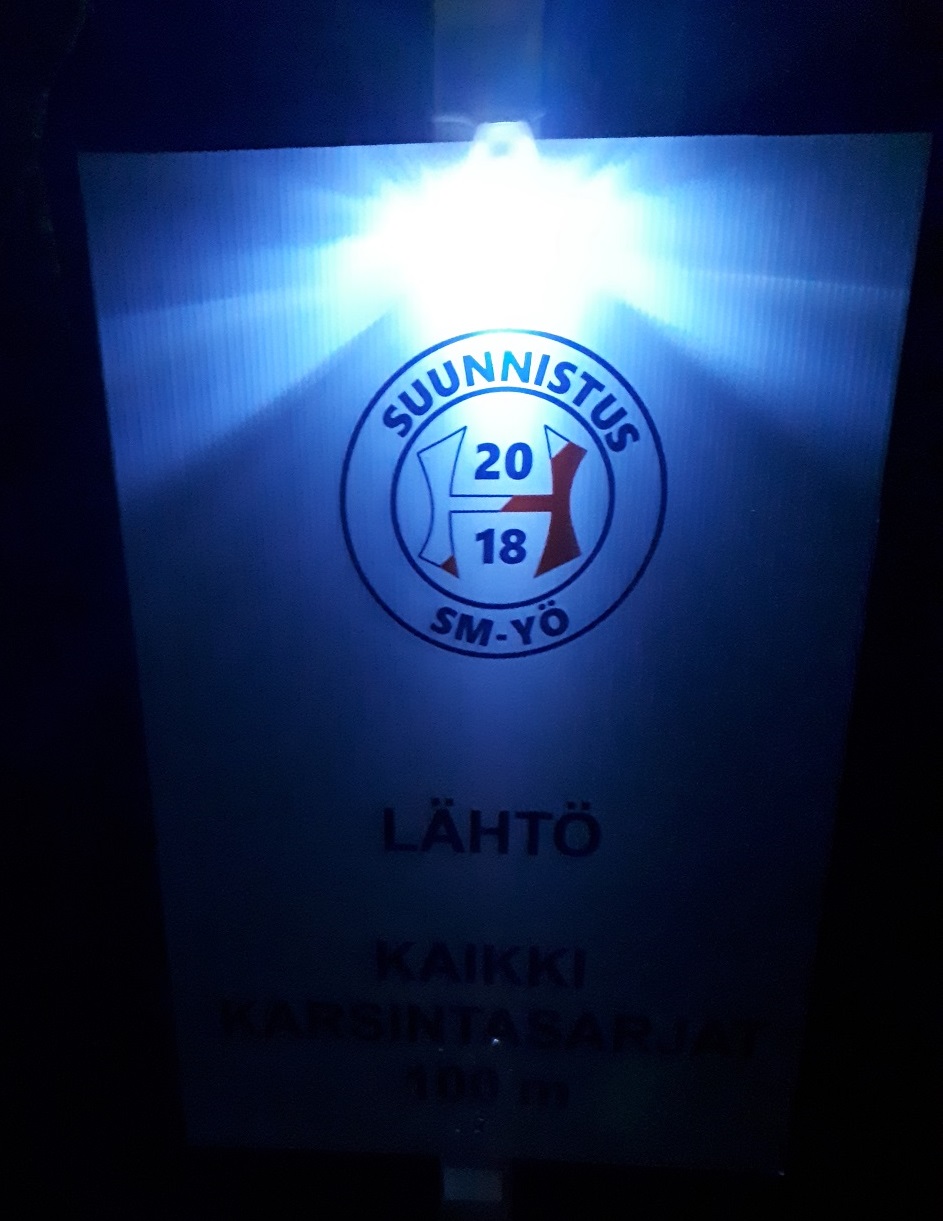 SUUNNISTUS
20
18
SM-YÖ
LÄHTÖ
KAIKKI
KARSINTASARJAT
100 m